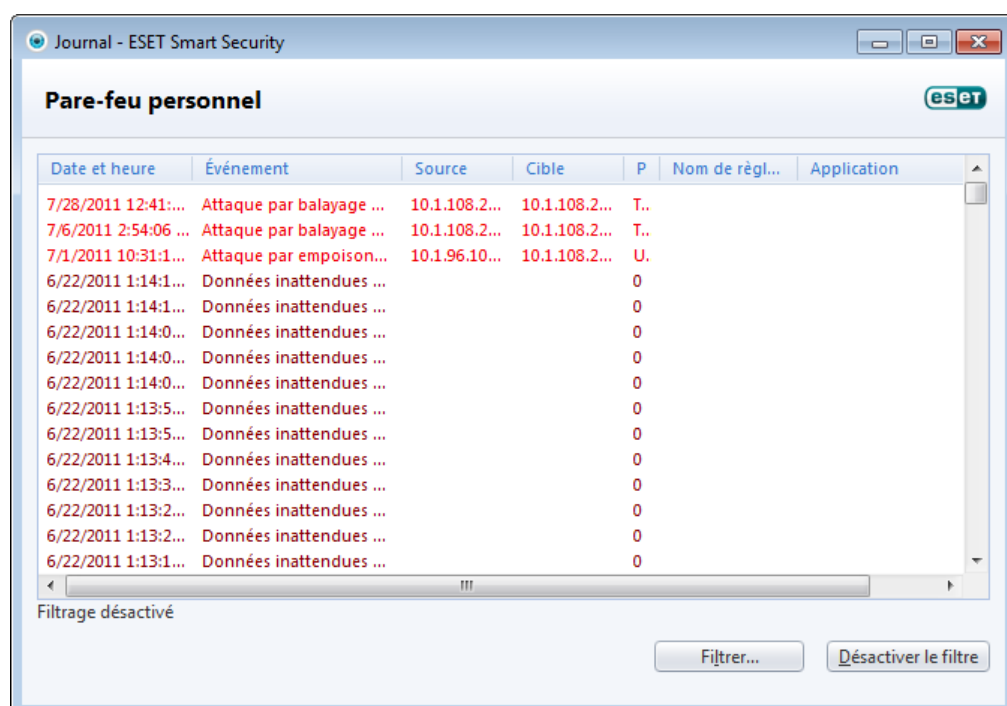 Journal - ESET Smart Security
Pare-feu personnel
eseT
Date et heure Événement Source Cible P Nom de règl... Application
7/28/2011 12:41:... Attaque par balayage ... 10.1.108.2... 10.1.108.2... T..
7/6/2011 2:54:06 ... Attaque par balayage ... 10.1.108.2... 10.1.108.2... T..
7/1/2011 10:31:1... Attaque par empoison... 10.1.96.10... 10.1.108.2... U.
6/22/2011 1:14:1... Données inattendues ... 0
6/22/2011 1:14:1... Données inattendues ... 0
6/22/2011 1:14:0... Données inattendues ... 0
6/22/2011 1:14:0... Données inattendues ... 0
6/22/2011 1:14:0... Données inattendues ... 0
6/22/2011 1:13:5... Données inattendues ... 0
6/22/2011 1:13:5... Données inattendues ... 0
6/22/2011 1:13:4... Données inattendues ... 0
6/22/2011 1:13:3... Données inattendues ... 0
6/22/2011 1:13:2... Données inattendues ... 0
6/22/2011 1:13:2... Données inattendues ... 0
6/22/2011 1:13:1... Données inattendues ... 0
Filtrage désactivé
Filtrer... Désactiver le filtre